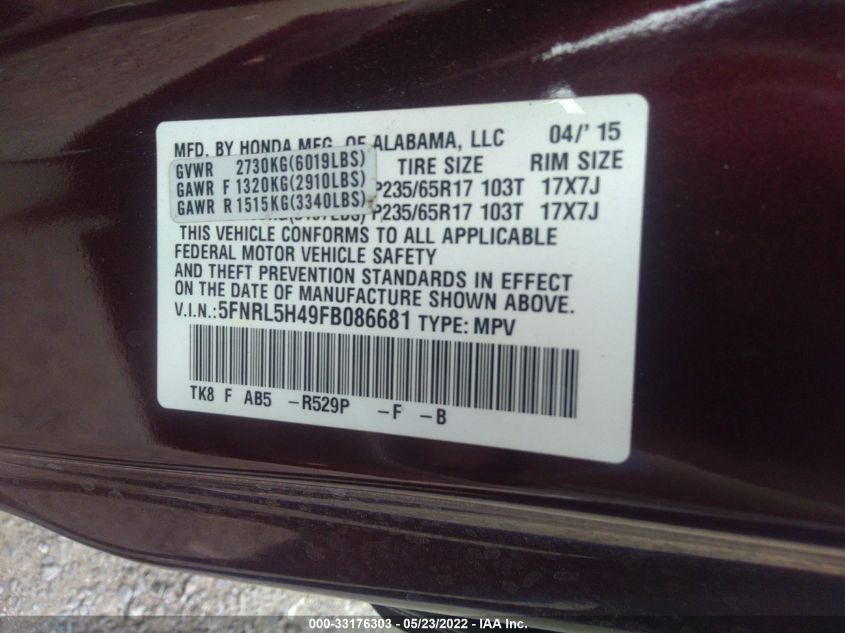 MFD. BY HONDA MFG. OF ALABAMA, LLC 04/'15
GVWR 2730KG(6019LBS) TIRE SIZE RIM SIZE
GAWR F 1320KG(2910LBS) P235/65R17 103T 17X7J
GAWR R 1515KG(3340LBS) P235/65R17 103T 17X7J
THIS VEHICLE CONFORMS TO ALL APPLICABLE
FEDERAL MOTOR VEHICLE SAFETY
AND THEFT PREVENTION STANDARDS IN EFFECT
ON THE DATE OF MANUFACTURE SHOWN ABOVE.
V.I.N.:5FNRL5H49FB086681 TYPE: MPV
TK8 F AB5 -R529P -F -B
000-33176303 - 05/23/2022 - IAA Inc.